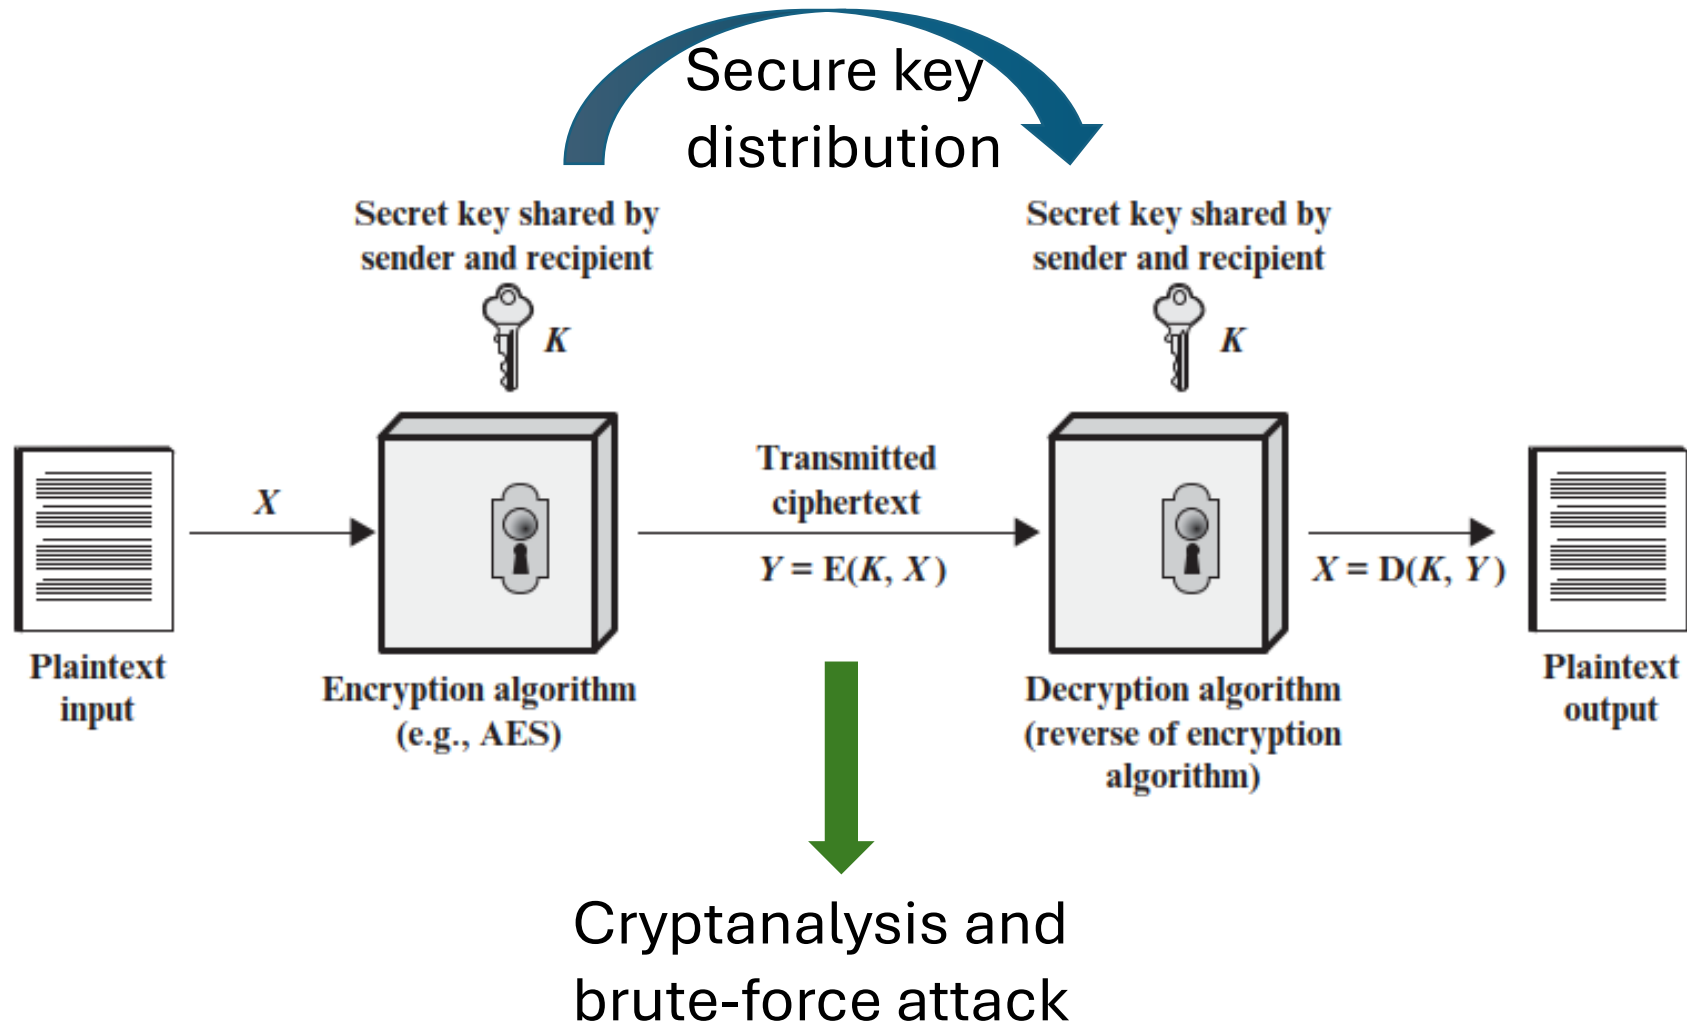 Secure key
distribution
Secret key shared by
sender and recipient
K
Secret key shared by
sender and recipient
K
Plaintext
input
X
Encryption algorithm
(e.g., AES)
Transmitted
ciphertext
Y = E(K, X)
Decryption algorithm
(reverse of encryption
algorithm)
X = D(K, Y)
Plaintext
output
Cryptanalysis and
brute-force attack